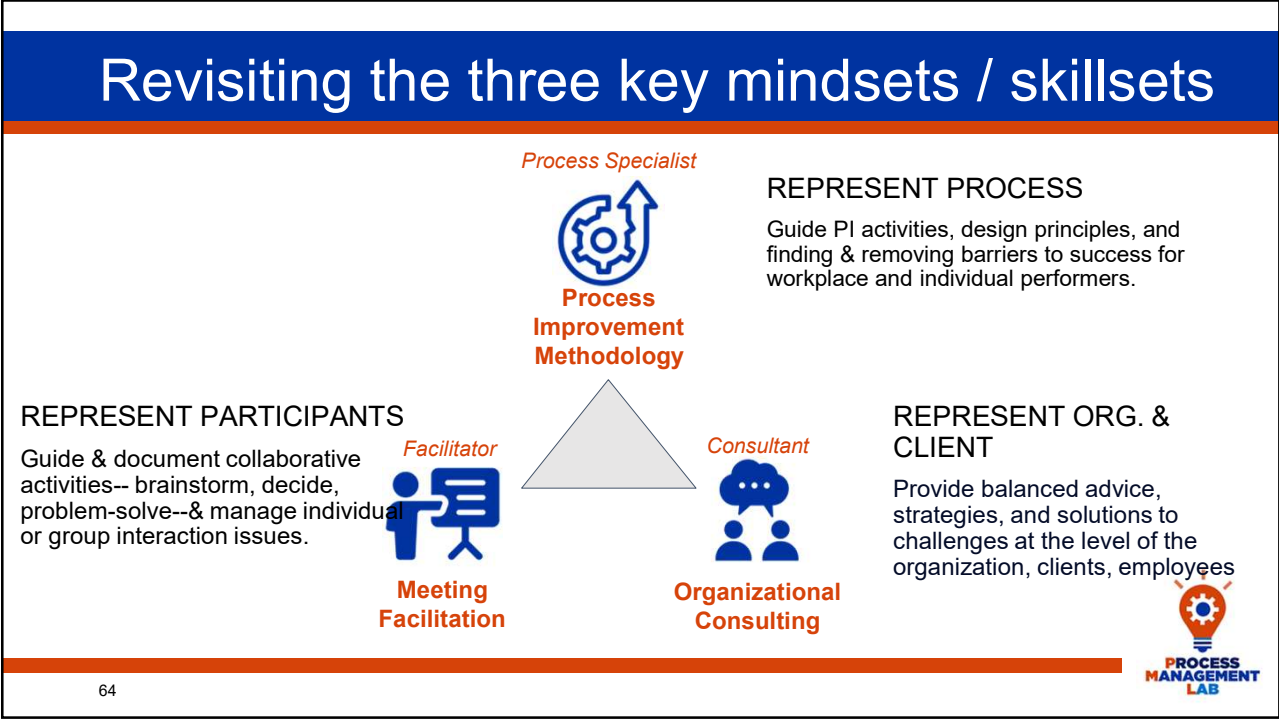 Revisiting the three key mindsets / skillsets
Process Specialist
Process
Improvement
Methodology
REPRESENT PROCESS
Guide PI activities, design principles, and
finding & removing barriers to success for
workplace and individual performers.
REPRESENT PARTICIPANTS
Guide & document collaborative
activities-- brainstorm, decide,
problem-solve--& manage individual
or group interaction issues.
Facilitator
Meeting
Facilitation
Consultant
Organizational
Consulting
REPRESENT ORG. &
CLIENT
Provide balanced advice,
strategies, and solutions to
challenges at the level of the
organization, clients, employees
PROCESS
MANAGEMENT
LAB
64